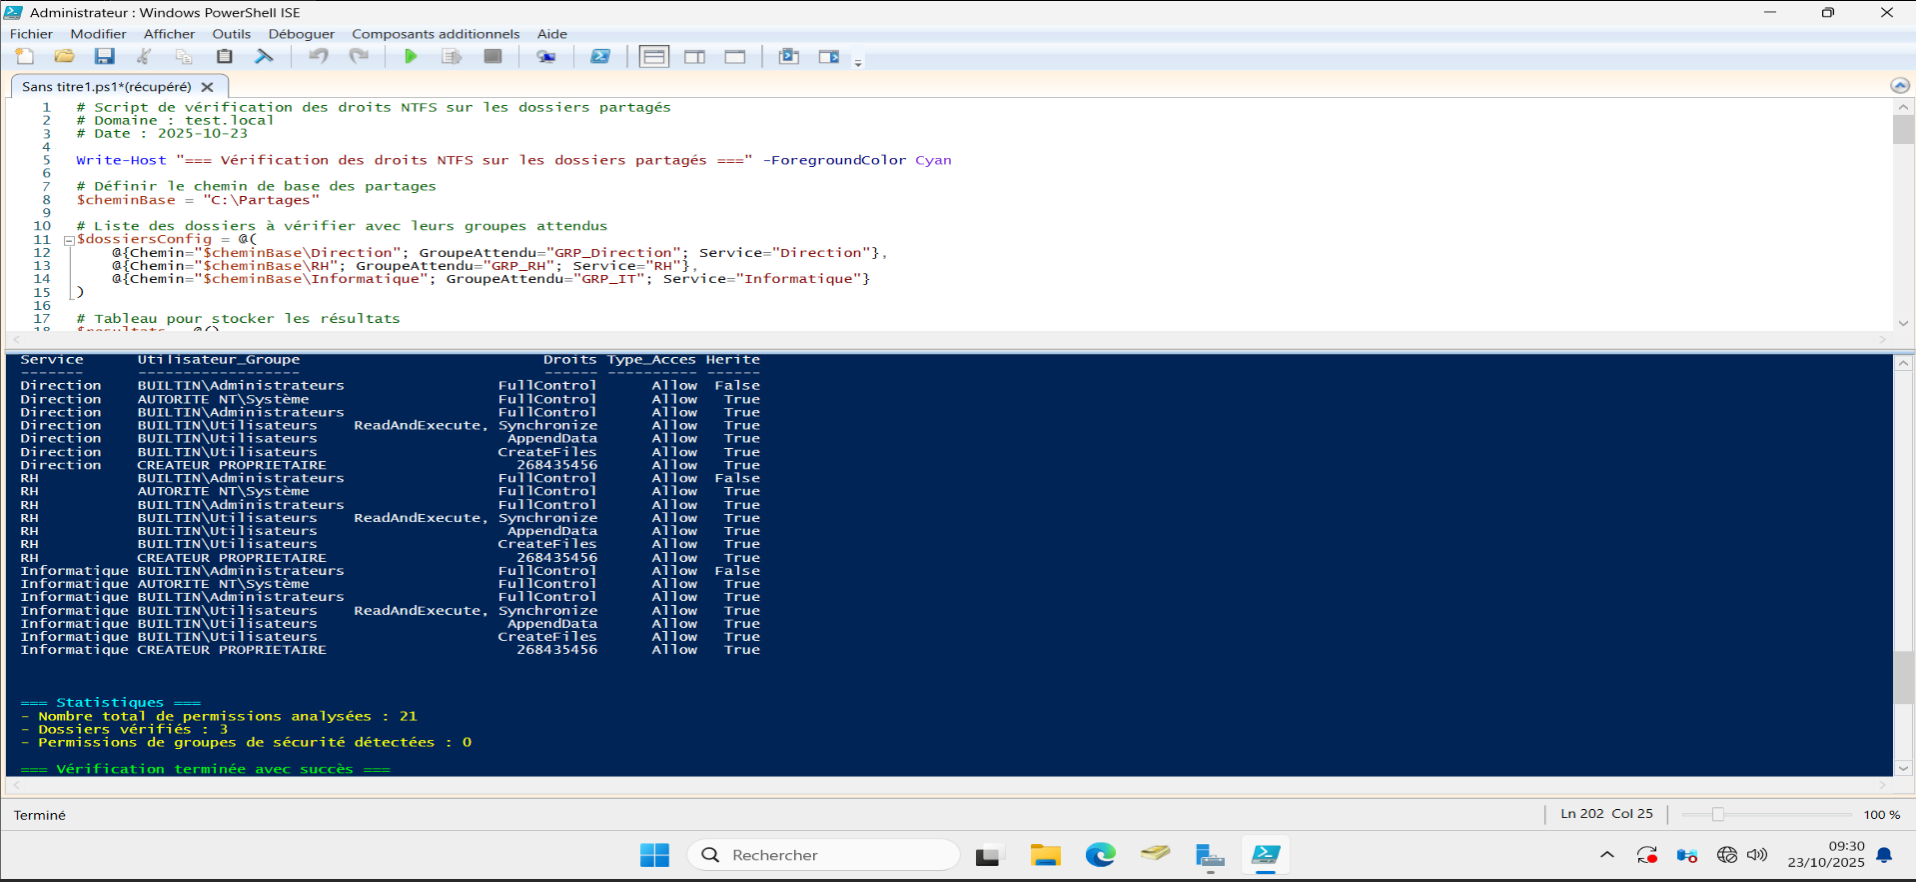 Administrateur : Windows PowerShell ISE
Fichier Modifier Afficher Outils Déboguer Composants additionnels Aide
Sans titre1.ps1*(récupéré)
1 # Script de vérification des droits NTFS sur les dossiers partagés
2 # Domaine : test.local
3 # Date : 2025-10-23
4
5 Write-Host "=== Vérification des droits NTFS sur les dossiers partagés ===" -ForegroundColor Cyan
6
7 # Définir le chemin de base des partages
8 $cheminBase = "C:\Partages"
9
10 # Liste des dossiers à vérifier avec leurs groupes attendus
11 $dossiersConfig = @(
12 @{Chemin="$cheminBase\Direction"; GroupeAttendu="GRP_Direction"; Service="Direction"},
13 @{Chemin="$cheminBase\RH"; GroupeAttendu="GRP_RH"; Service="RH"},
14 @{Chemin="$cheminBase\Informatique"; GroupeAttendu="GRP_IT"; Service="Informatique"}
15 )
16
17 # Tableau pour stocker les résultats
18 $resultats = @()
Service Utilisateur_Groupe Droits Type_Acces Herite
------- ------------------ ------ ---------- ------
Direction BUILTIN\Administrateurs FullControl Allow False
Direction AUTORITE NT\Système FullControl Allow True
Direction BUILTIN\Administrateurs FullControl Allow True
Direction BUILTIN\Utilisateurs ReadAndExecute, Synchronize Allow True
Direction BUILTIN\Utilisateurs AppendData Allow True
Direction BUILTIN\Utilisateurs CreateFiles Allow True
Direction CREATEUR PROPRIETAIRE 268435456 Allow True
RH BUILTIN\Administrateurs FullControl Allow False
RH AUTORITE NT\Système FullControl Allow True
RH BUILTIN\Administrateurs FullControl Allow True
RH BUILTIN\Utilisateurs ReadAndExecute, Synchronize Allow True
RH BUILTIN\Utilisateurs AppendData Allow True
RH BUILTIN\Utilisateurs CreateFiles Allow True
RH CREATEUR PROPRIETAIRE 268435456 Allow True
Informatique BUILTIN\Administrateurs FullControl Allow False
Informatique AUTORITE NT\Système FullControl Allow True
Informatique BUILTIN\Administrateurs FullControl Allow True
Informatique BUILTIN\Utilisateurs ReadAndExecute, Synchronize Allow True
Informatique BUILTIN\Utilisateurs AppendData Allow True
Informatique BUILTIN\Utilisateurs CreateFiles Allow True
Informatique CREATEUR PROPRIETAIRE 268435456 Allow True
=== Statistiques ===
- Nombre total de permissions analysées : 21
- Dossiers vérifiés : 3
- Permissions de groupes de sécurité détectées : 0
=== Vérification terminée avec succès ===
Terminé
Ln 202 Col 25
100 %
Rechercher
09:30
23/10/2025